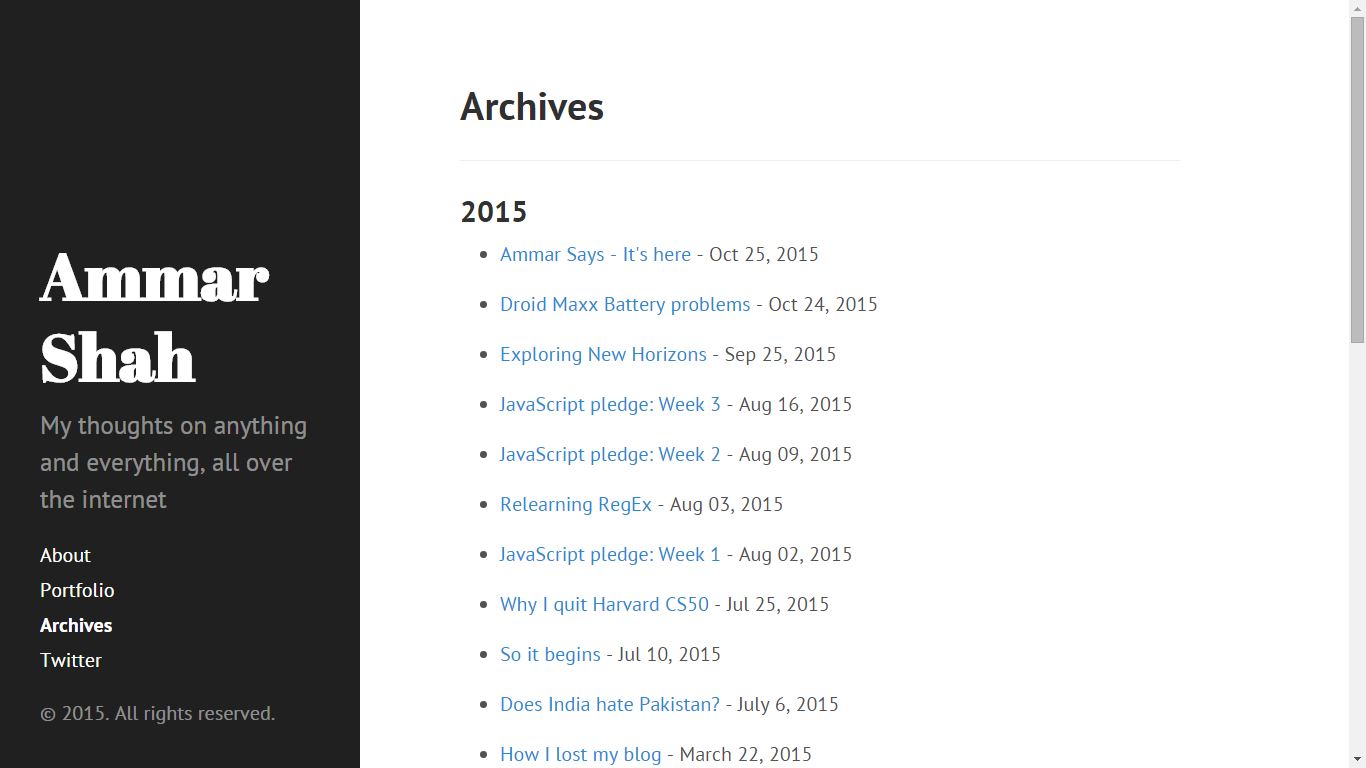 Ammar
Shah
My thoughts on anything
and everything, all over
the internet
About
Portfolio
Archives
Twitter
© 2015. All rights reserved.
Archives
2015
Ammar Says - It's here - Oct 25, 2015
Droid Maxx Battery problems - Oct 24, 2015
Exploring New Horizons - Sep 25, 2015
JavaScript pledge: Week 3 - Aug 16, 2015
JavaScript pledge: Week 2 - Aug 09, 2015
Relearning RegEx - Aug 03, 2015
JavaScript pledge: Week 1 - Aug 02, 2015
Why I quit Harvard CS50 - Jul 25, 2015
So it begins - Jul 10, 2015
Does India hate Pakistan? - July 6, 2015
How I lost my blog - March 22, 2015